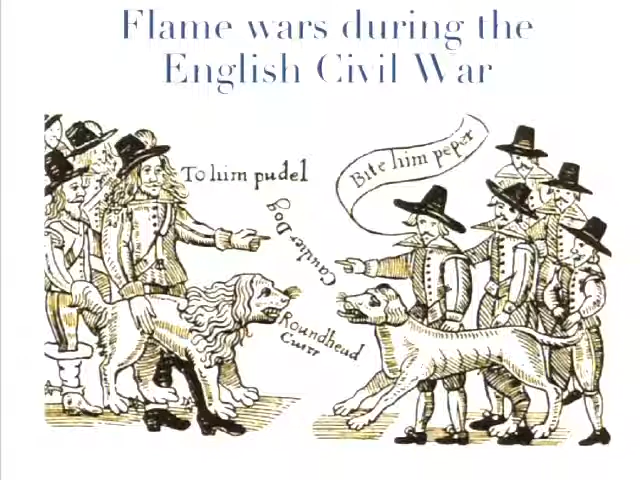 Flame wars during the
English Civil War
To him pudel
Bite him peper
Cavalier Dog
Roundhead
Curr